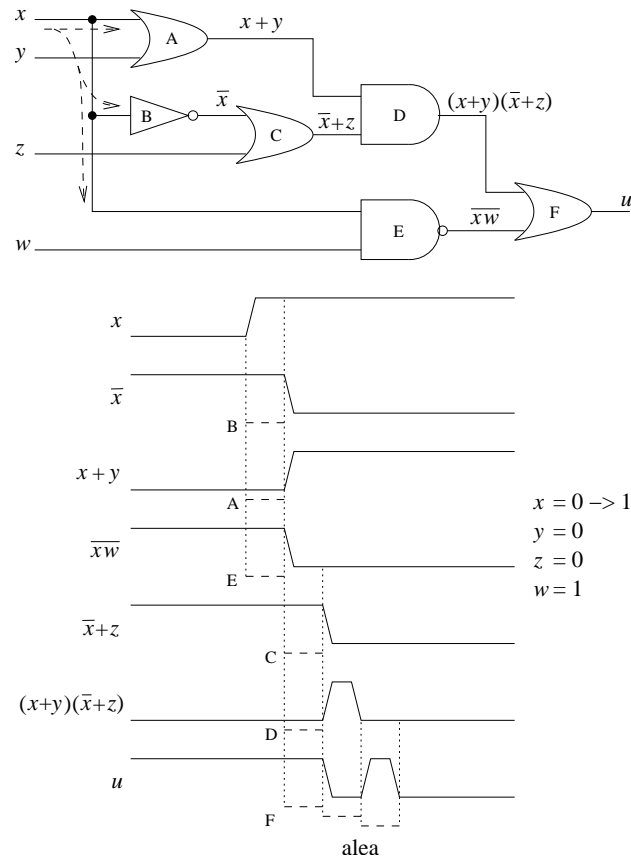 x
x+y
y
A
x̅
(x+y)(x̅+z)
B
D
C
x̅+z
z
u
F
E
x̅w̅
w
x
x̅
B
x+y
A
x = 0 –> 1
y = 0
x̅w̅
z = 0
E
w = 1
x̅+z
C
(x+y)(x̅+z)
D
u
F
alea